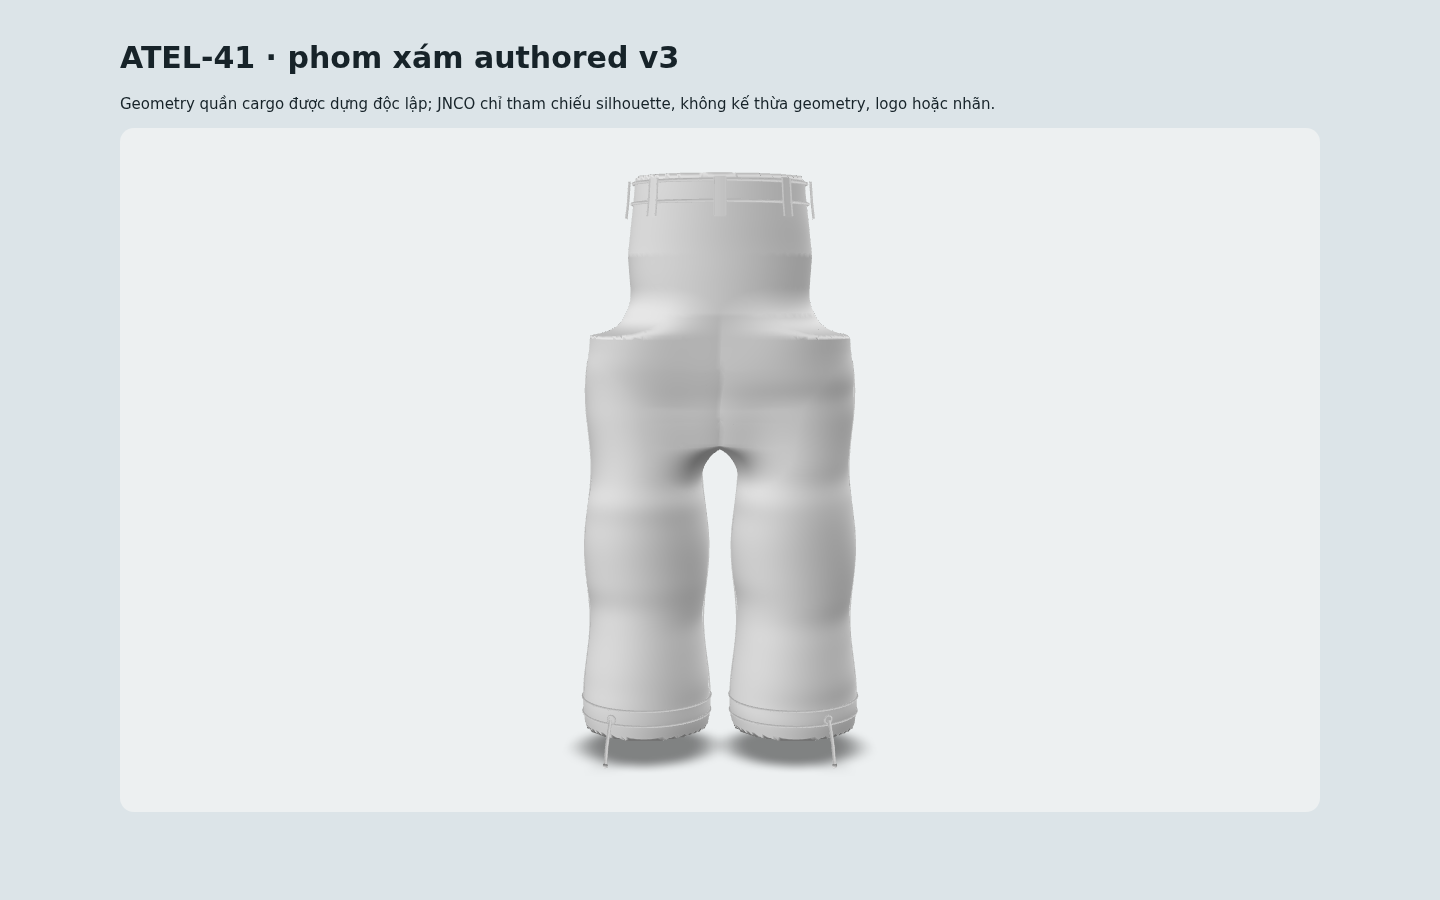 ATEL-41 · phom xám authored v3
Geometry quần cargo được dựng độc lập; JNCO chỉ tham chiếu silhouette, không kế thừa geometry, logo hoặc nhãn.